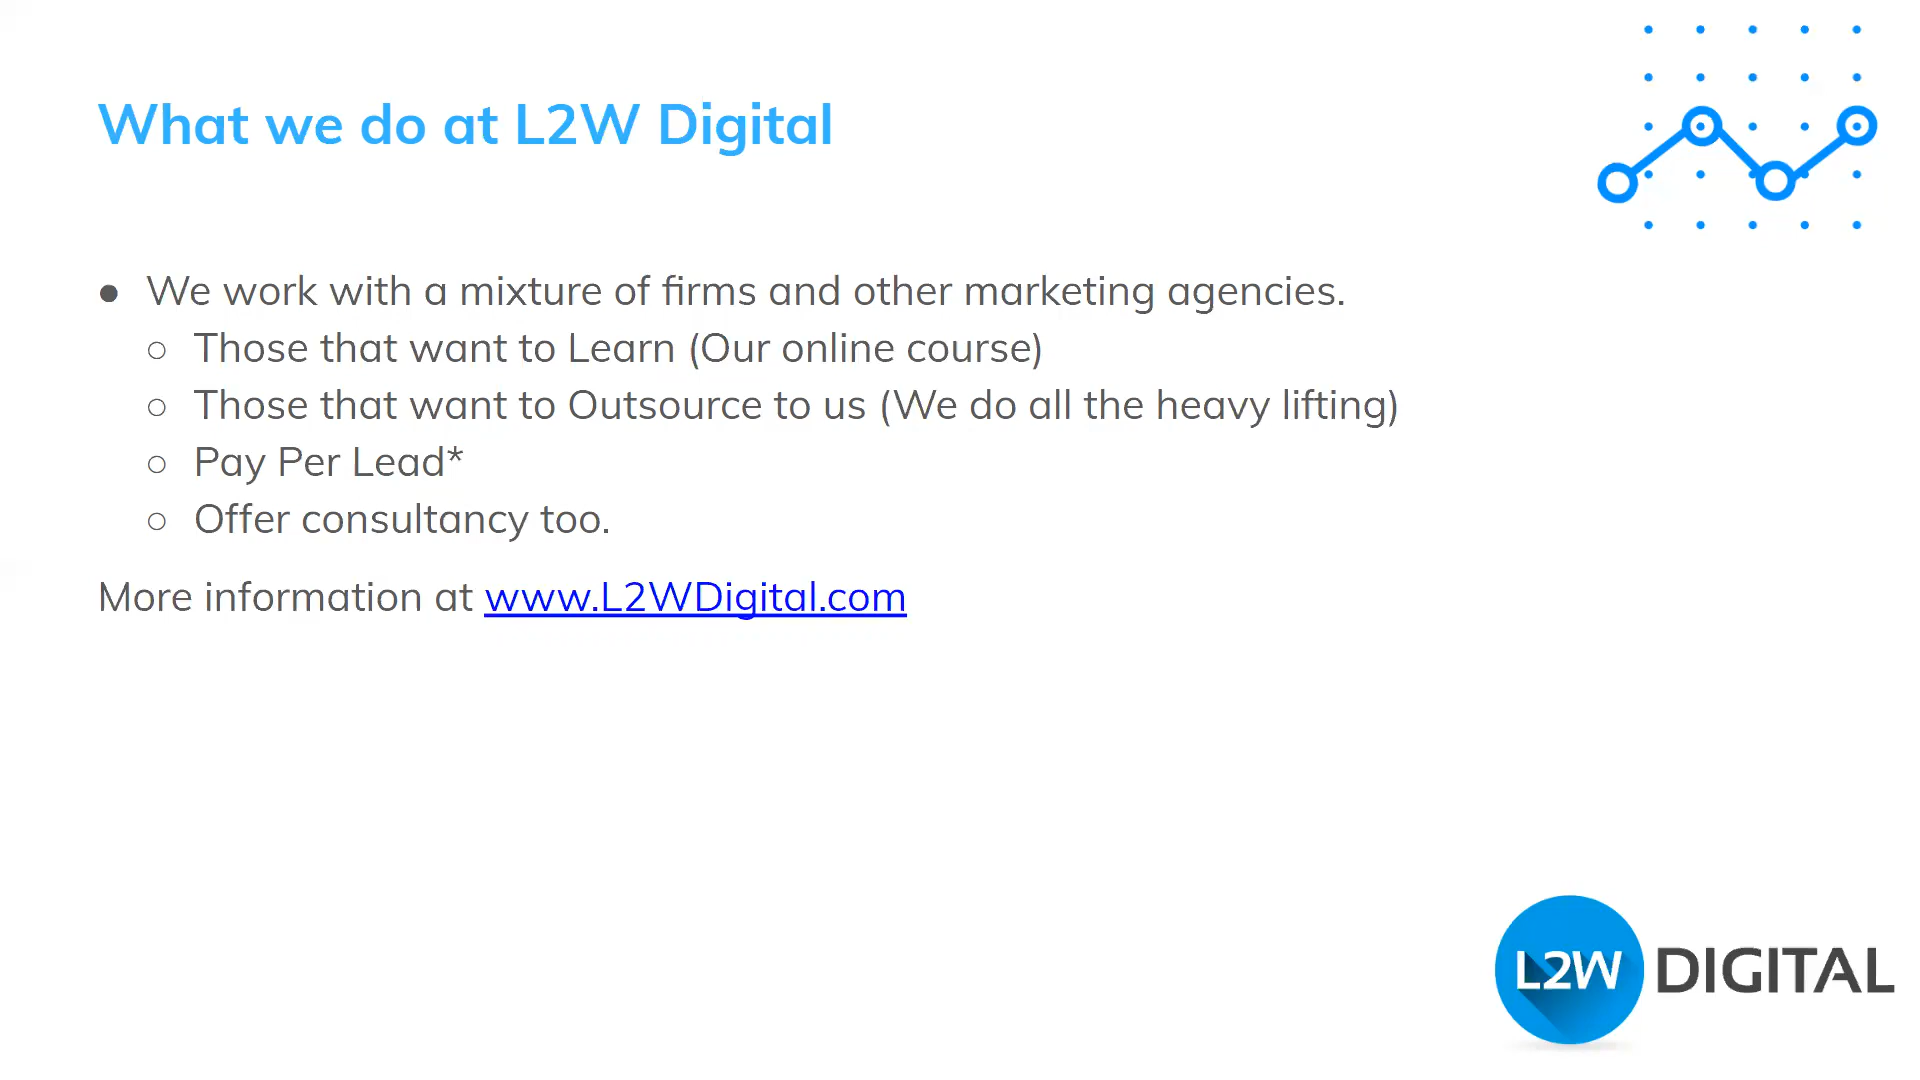 What we do at L2W Digital
● We work with a mixture of firms and other marketing agencies.
○ Those that want to Learn (Our online course)
○ Those that want to Outsource to us (We do all the heavy lifting)
○ Pay Per Lead*
○ Offer consultancy too.
More information at www.L2WDigital.com
L2W DIGITAL